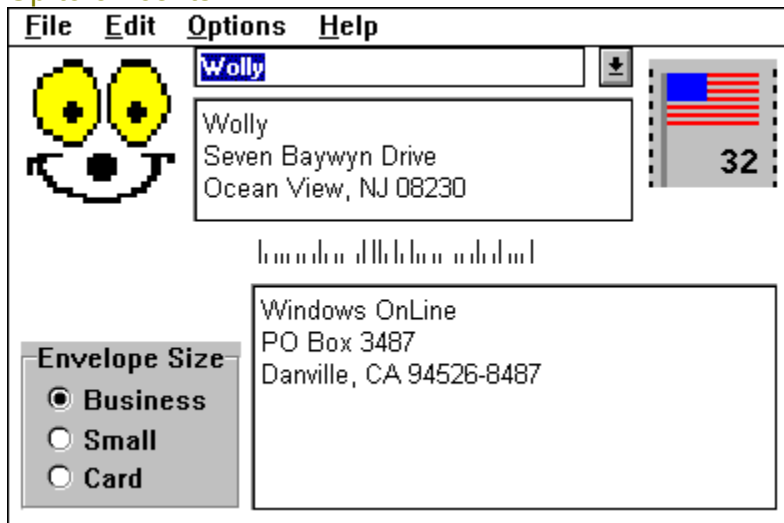 File Edit Options Help
Wolly
Wolly
Seven Baywyn Drive
Ocean View, NJ 08230
32
Windows OnLine
PO Box 3487
Danville, CA 94526-8487
Envelope Size
Business
Small
Card